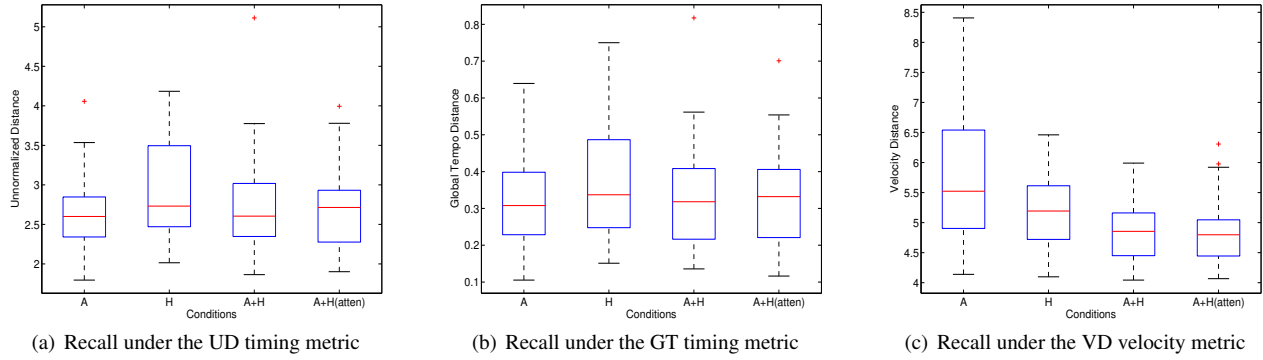 5
4.5
4
3.5
3
2.5
2
Unnormalized Distance
A H A+H A+H(atten)
Conditions
(a) Recall under the UD timing metric
0.8
0.7
0.6
0.5
0.4
0.3
0.2
0.1
Global Tempo Distance
A H A+H A+H(atten)
Conditions
(b) Recall under the GT timing metric
8.5
8
7.5
7
6.5
6
5.5
5
4.5
4
Velocity Distance
A H A+H A+H(atten)
Conditions
(c) Recall under the VD velocity metric